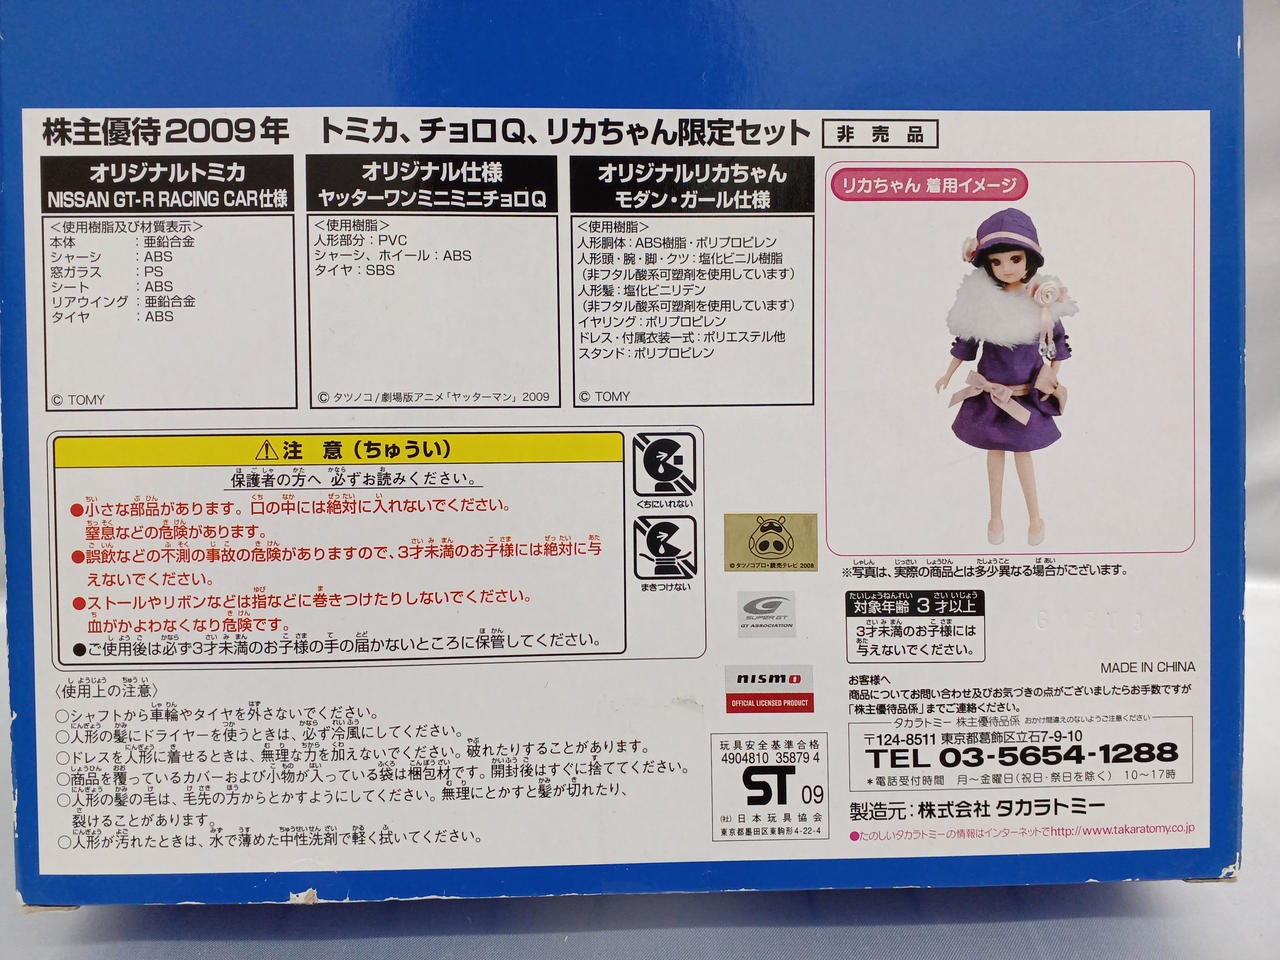 株主優待2009年 トミカ、チョロQ、リカちゃん限定セット 非売品
オリジナルトミカ
NISSAN GT-R RACING CAR仕様
＜使用樹脂及び材質表示＞
本体：亜鉛合金
シャーシ：ABS
窓ガラス：PS
シート：ABS
リアウイング：亜鉛合金
タイヤ：ABS
© TOMY
オリジナル仕様
ヤッターワンミニミニチョロQ
＜使用樹脂＞
人形部分：PVC
シャーシ、ホイール：ABS
タイヤ：SBS
© タツノコ/劇場版アニメ「ヤッターマン」2009
オリジナルリカちゃん
モダン・ガール仕様
＜使用樹脂＞
人形胴体：ABS樹脂・ポリプロピレン
人形頭・腕・脚・クツ：塩化ビニル樹脂
（非フタル酸系可塑剤を使用しています）
人形髪：塩化ビニリデン
（非フタル酸系可塑剤を使用しています）
イヤリング：ポリプロピレン
ドレス・付属衣装一式：ポリエステル他
スタンド：ポリプロピレン
© TOMY
リカちゃん 着用イメージ
※写真は、実際の商品とは多少異なる場合がございます。
注 意（ちゅうい）
保護者の方へ 必ずお読みください。
●小さな部品があります。口の中には絶対に入れないでください。
窒息などの危険があります。
●誤飲などの不測の事故の危険がありますので、3才未満のお子様には絶対に与
えないでください。
●ストールやリボンなどは指などに巻きつけたりしないでください。
血がかよわなくなり危険です。
●ご使用後は必ず3才未満のお子様の手の届かないところに保管してください。
くちにいれない
まきつけない
〈使用上の注意〉
○シャフトから車輪やタイヤを外さないでください。
○人形の髪にドライヤーを使うときは、必ず冷風にしてください。
○ドレスを人形に着せるときは、無理な力を加えないでください。破れたりすることがあります。
○商品を覆っているカバーおよび小物が入っている袋は梱包材です。開封後はすぐに捨ててください。
○人形の髪の毛は、毛先の方からとかすようにしてください。無理にとかすと髪が切れたり、
裂けることがあります。
○人形が汚れたときは、水で薄めた中性洗剤で軽く拭いてください。
©タツノコプロ・読売テレビ 2008
SUPER GT
GT ASSOCIATION
nismo
OFFICIAL LICENSED PRODUCT
玩具安全基準合格
4904810 35879 4
ST 09
(社)日本玩具協会
東京都墨田区東駒形4-22-4
対象年齢 3才以上
3才未満のお子様には
与えないでください。
MADE IN CHINA
お客様へ
商品についてお問い合わせ及びお気づきの点がございましたらお手数ですが
「株主優待品係」までご連絡ください。
タカラトミー 株主優待品係 おかけ間違えのないようご注意ください
〒124-8511 東京都葛飾区立石7-9-10
TEL 03-5654-1288
＊電話受付時間 月〜金曜日（祝日・祭日を除く） 10〜17時
製造元：株式会社 タカラトミー
●たのしいタカラトミーの情報はインターネットでhttp://www.takaratomy.co.jp